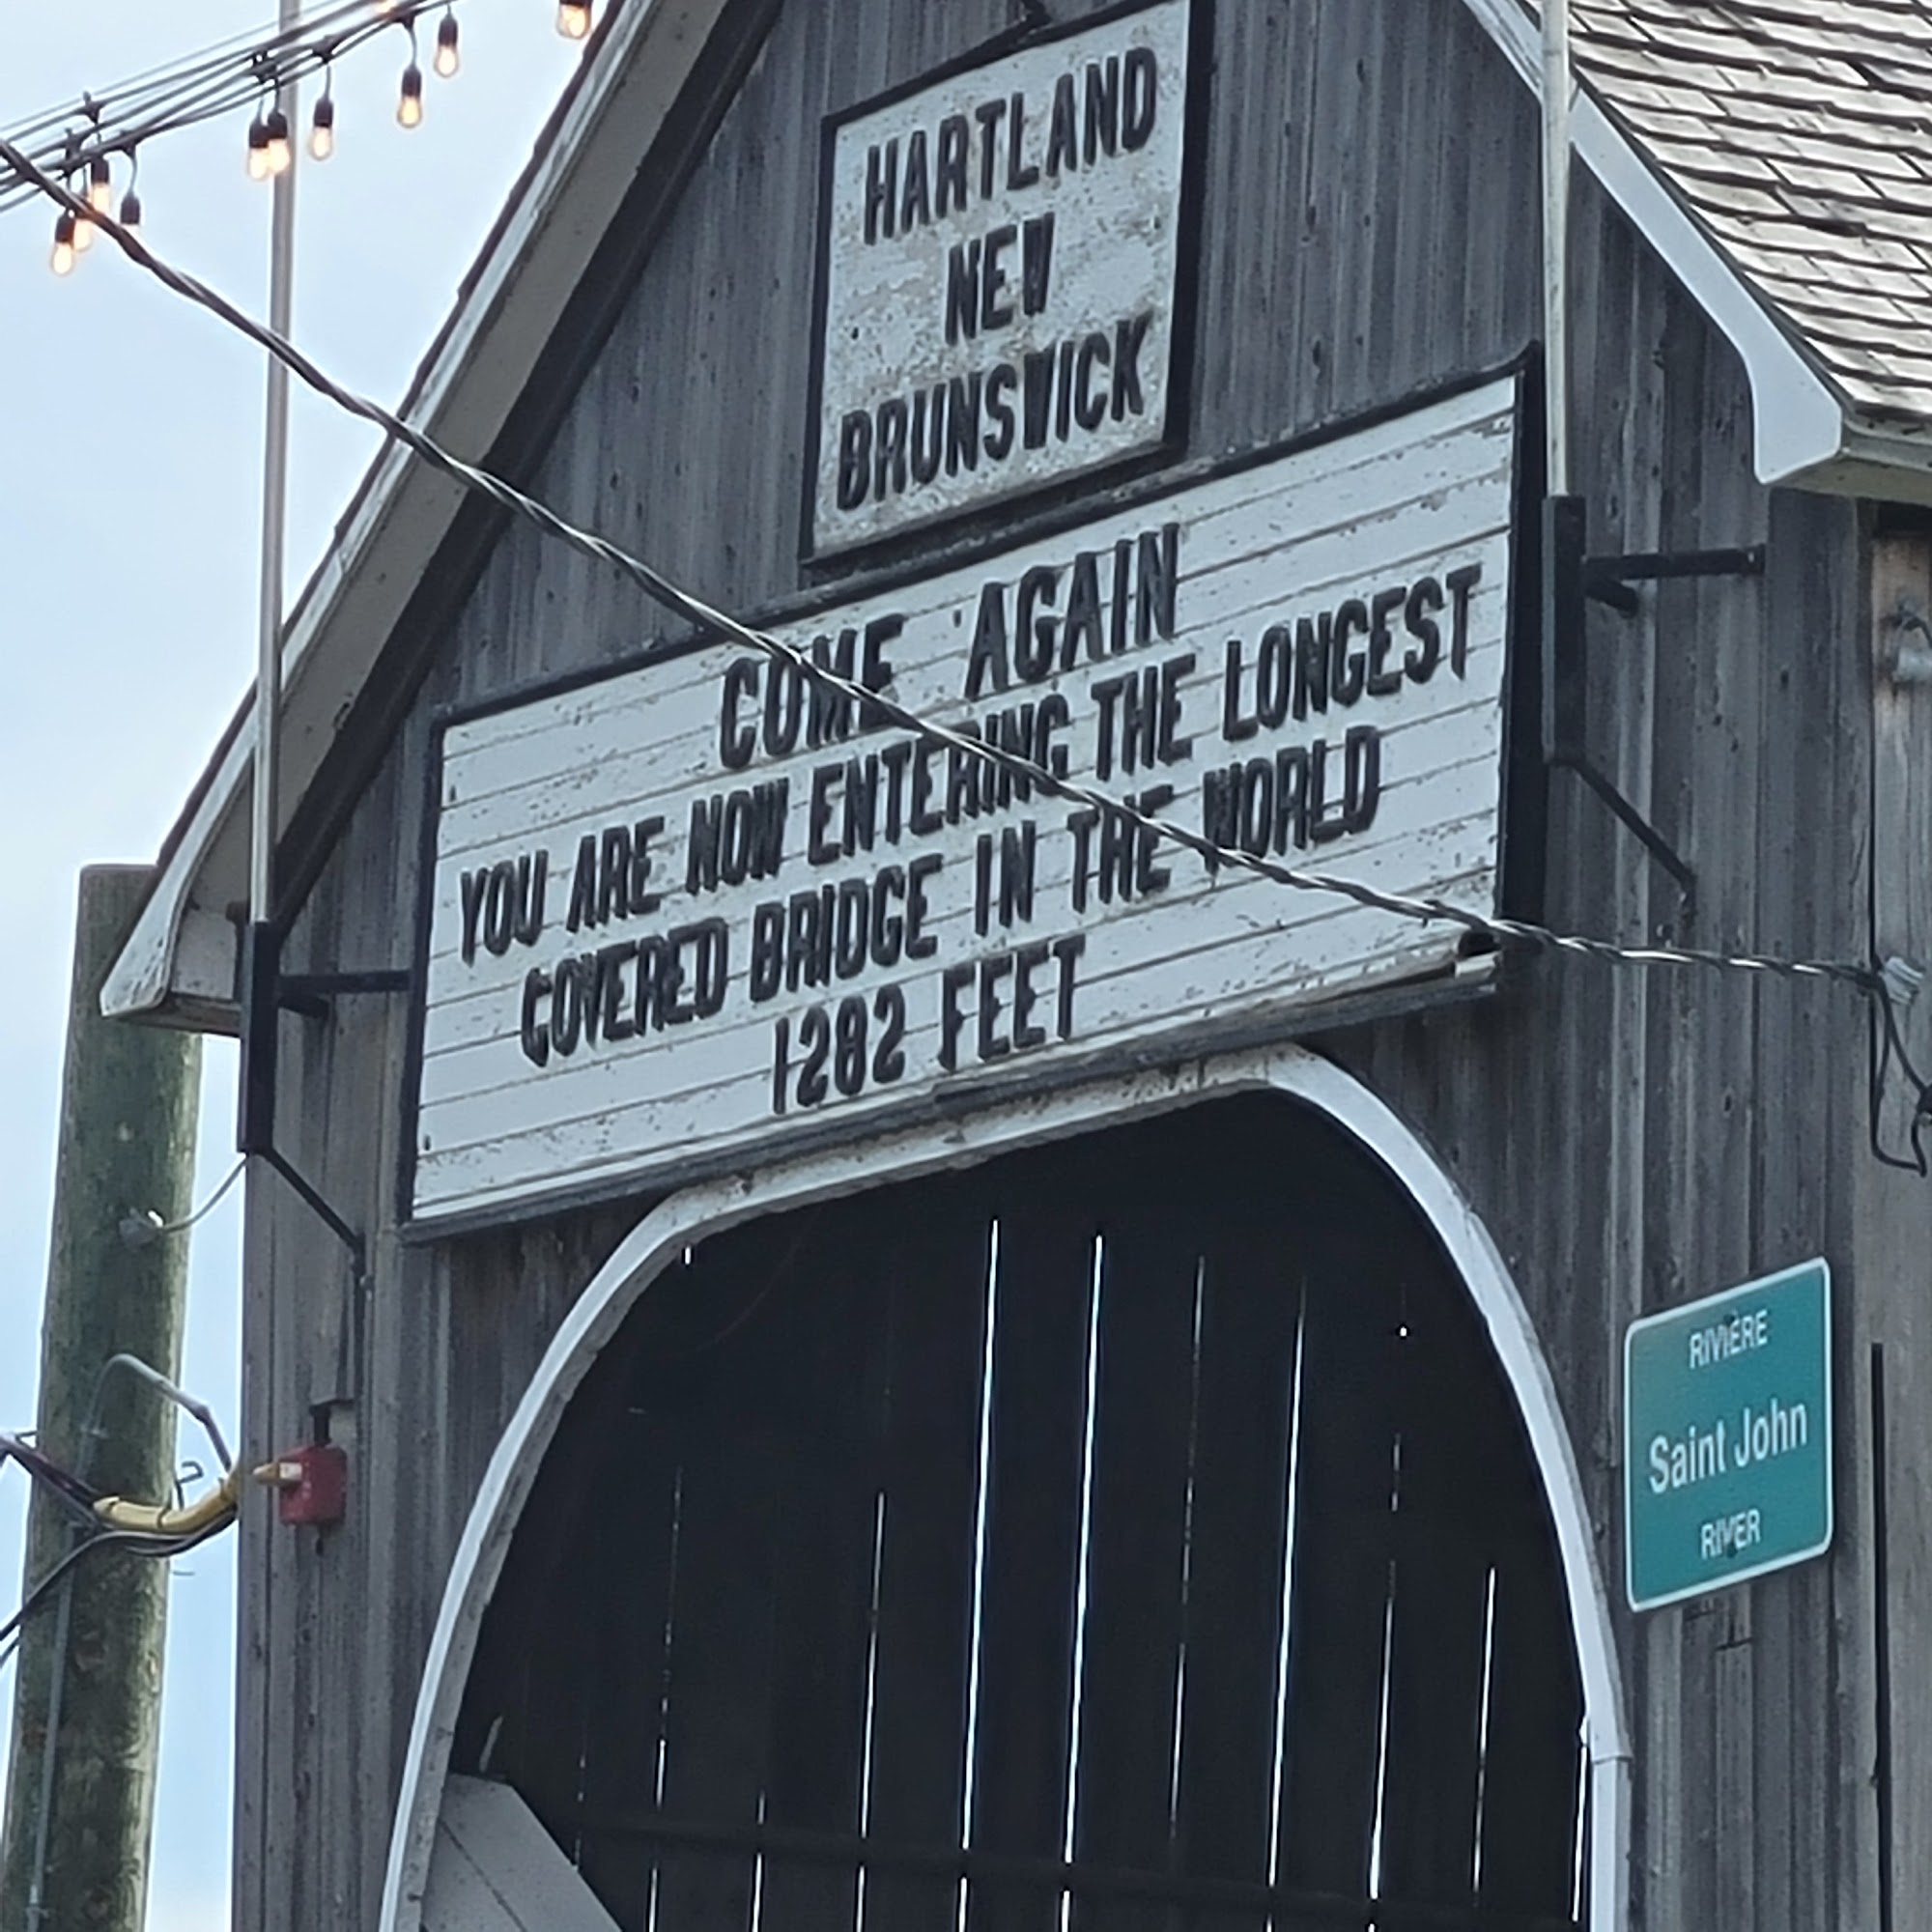 HARTLAND
NEW
BRUNSWICK
COME AGAIN
YOU ARE NOW ENTERING THE LONGEST
COVERED BRIDGE IN THE WORLD
1282 FEET
RIVIÈRE
Saint John
RIVER